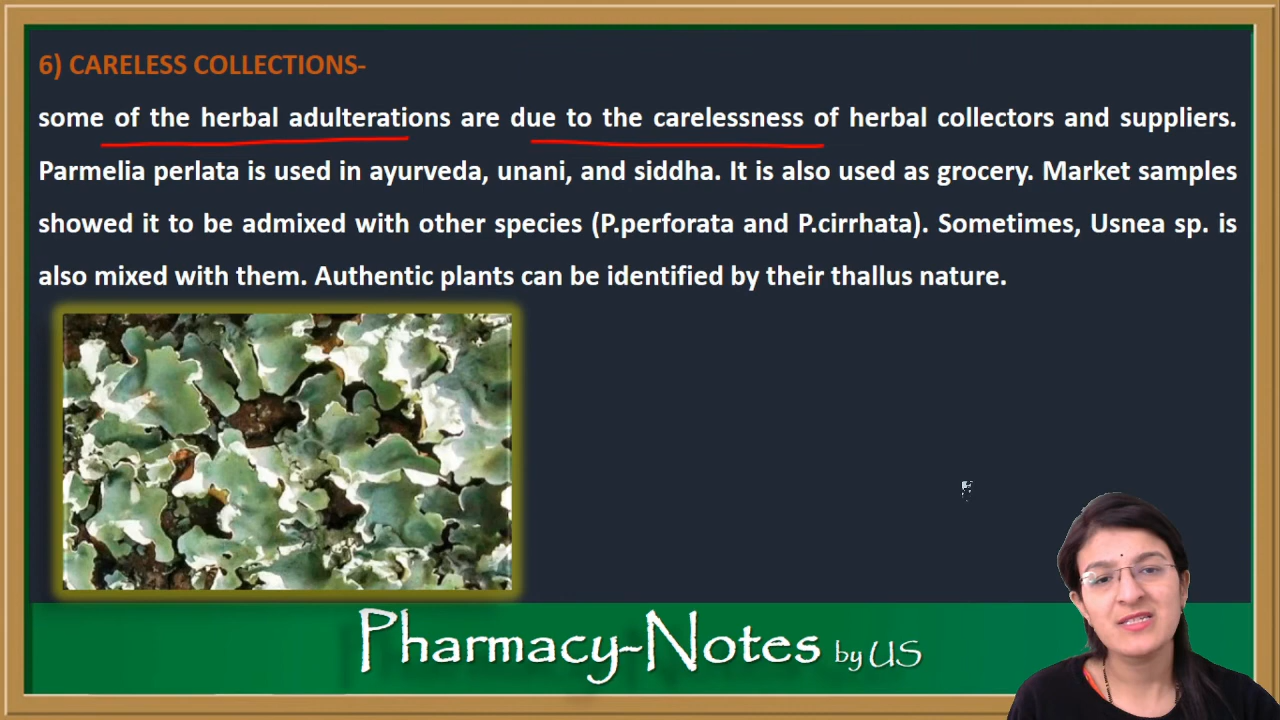 6) CARELESS COLLECTIONS-
some of the herbal adulterations are due to the carelessness of herbal collectors and suppliers.
Parmelia perlata is used in ayurveda, unani, and siddha. It is also used as grocery. Market samples
showed it to be admixed with other species (P.perforata and P.cirrhata). Sometimes, Usnea sp. is
also mixed with them. Authentic plants can be identified by their thallus nature.
Pharmacy-Notes by US